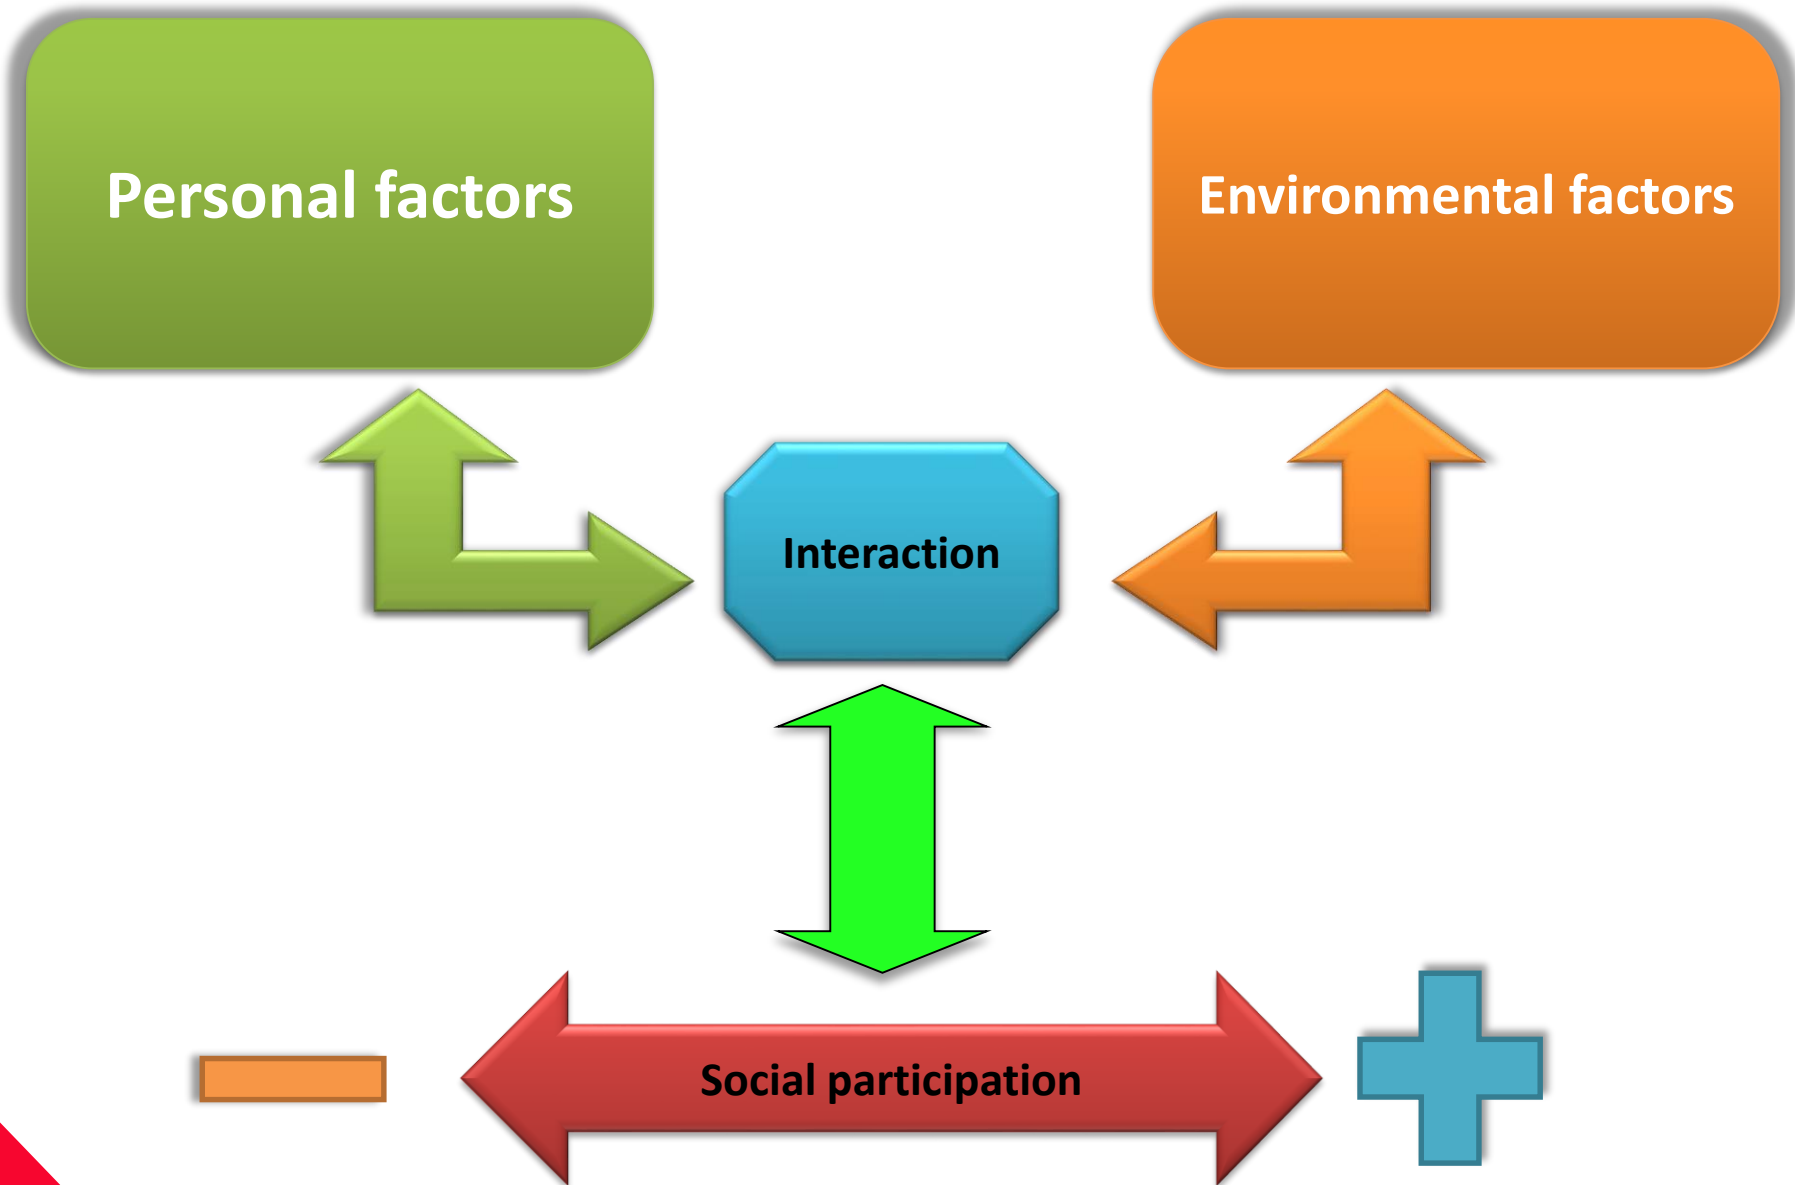 Personal factors
Environmental factors
Interaction
Social participation